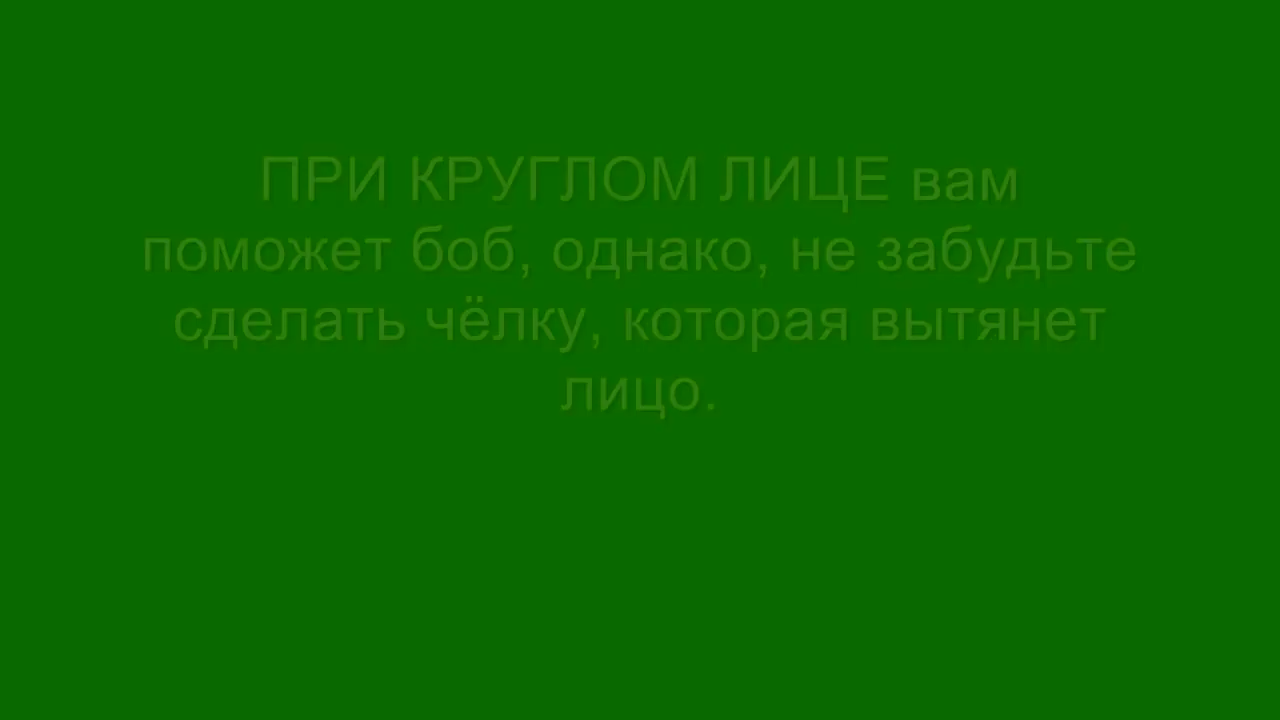 ПРИ КРУГЛОМ ЛИЦЕ вам
поможет боб, однако, не забудьте
сделать чёлку, которая вытянет
лицо.